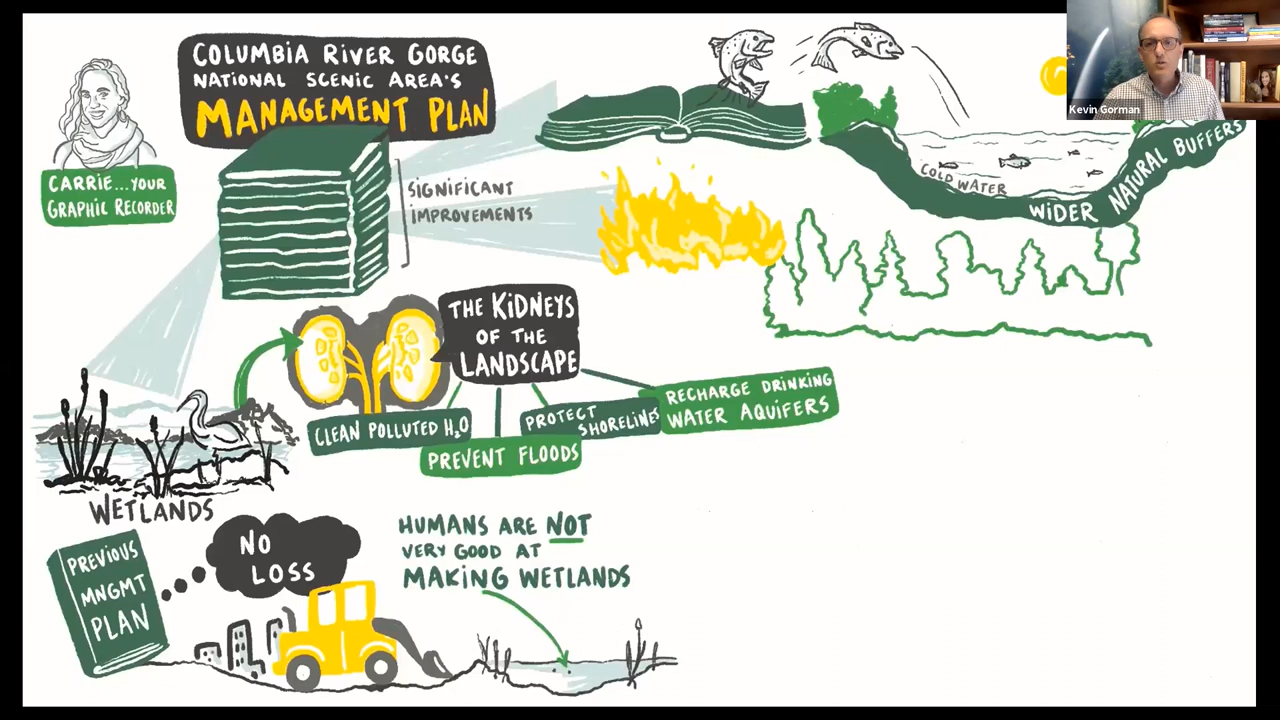 COLUMBIA RIVER GORGE
NATIONAL SCENIC AREA'S
MANAGEMENT PLAN
CARRIE...YOUR
GRAPHIC RECORDER
SIGNIFICANT
IMPROVEMENTS
Kevin Gorman
COLD WATER
WIDER NATURAL BUFFERS
THE KIDNEYS
OF THE
LANDSCAPE
CLEAN POLLUTED H2O
PREVENT FLOODS
PROTECT
SHORELINES
RECHARGE DRINKING
WATER AQUIFERS
WETLANDS
PREVIOUS
MNGMT
PLAN
NO
LOSS
HUMANS ARE NOT
VERY GOOD AT
MAKING WETLANDS